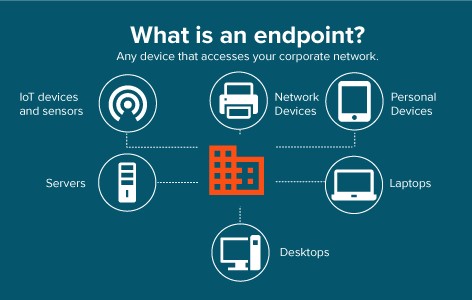 What is an endpoint?
Any device that accesses your corporate network.
IoT devices
and sensors
Network
Devices
Personal
Devices
Servers
Laptops
Desktops